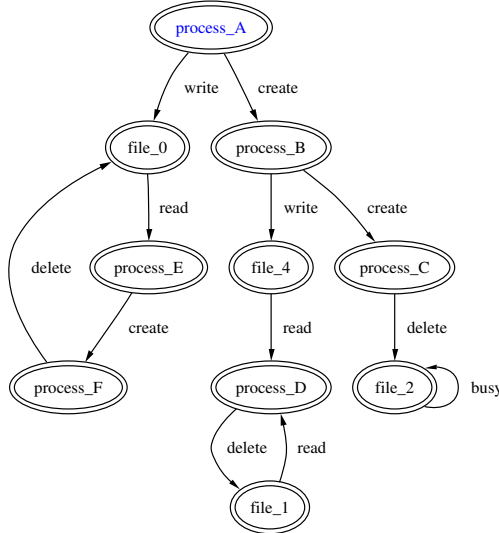 process_A
write create
file_0 process_B
read write create
process_E file_4 process_C
delete create read delete
process_F process_D file_2 busy
delete read
file_1